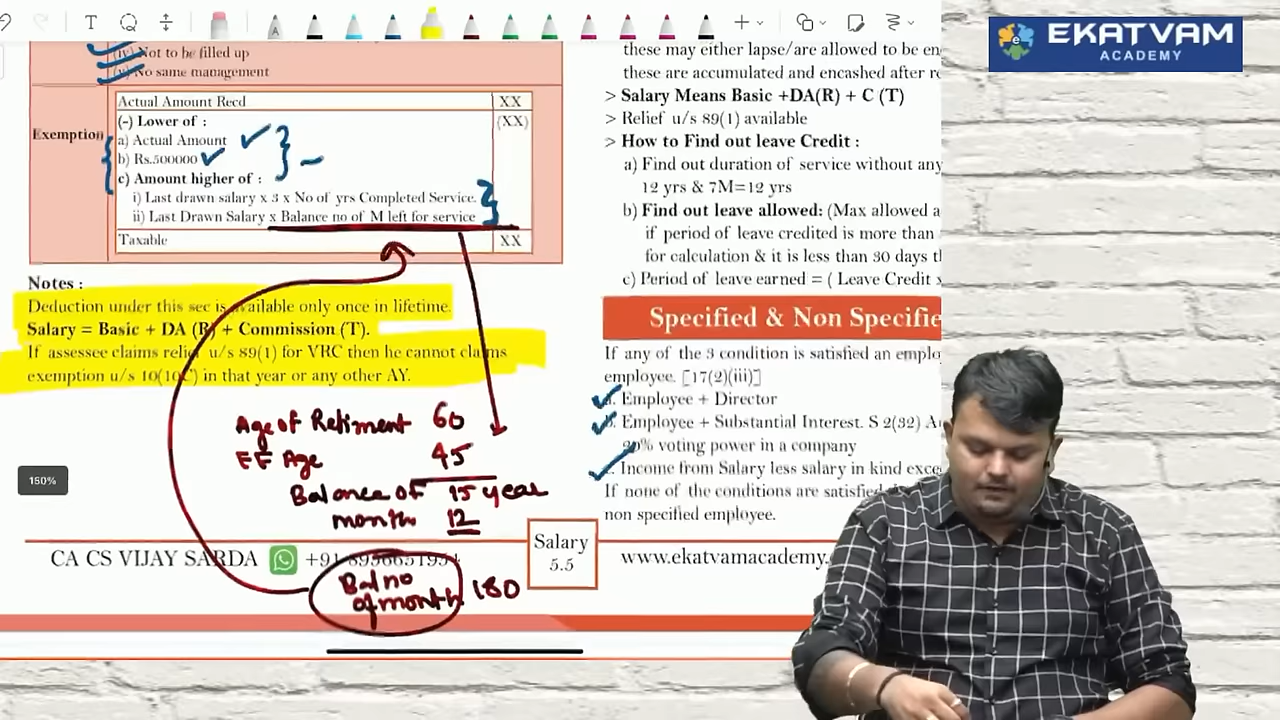 EKATVAM
ACADEMY
(iv) Not to be filled up
(v) No same management
Exemption
Actual Amount Recd XX
(-) Lower of : (XX)
a) Actual Amount
b) Rs.500000
c) Amount higher of :
i) Last drawn salary x 3 x No of yrs Completed Service.
ii) Last Drawn Salary x Balance no of M left for service
Taxable XX
Notes :
Deduction under this sec is available only once in lifetime.
Salary = Basic + DA (R) + Commission (T).
If assessee claims relief u/s 89(1) for VRC then he cannot claims
exemption u/s 10(10C) in that year or any other AY.
Age of Retirment 60
EE Age 45
Balance of 15 year
month 12
Bal no
of month 180
CA CS VIJAY SARDA
Salary
5.5
150%
these may either lapse/are allowed to be en
these are accumulated and encashed after r
> Salary Means Basic +DA(R) + C (T)
> Relief u/s 89(1) available
> How to Find out leave Credit :
a) Find out duration of service without any
12 yrs & 7M=12 yrs
b) Find out leave allowed: (Max allowed a
if period of leave credited is more than
for calculation & it is less than 30 days t
c) Period of leave earned = ( Leave Credit x
Specified & Non Specifie
If any of the 3 condition is satisfied an emplo
employee. [17(2)(iii)]
Employee + Director
Employee + Substantial Interest. S 2(32) A
20% voting power in a company
Income from Salary less salary in kind exce
If none of the conditions are satisfied
non specified employee.
www.ekatvamacademy.